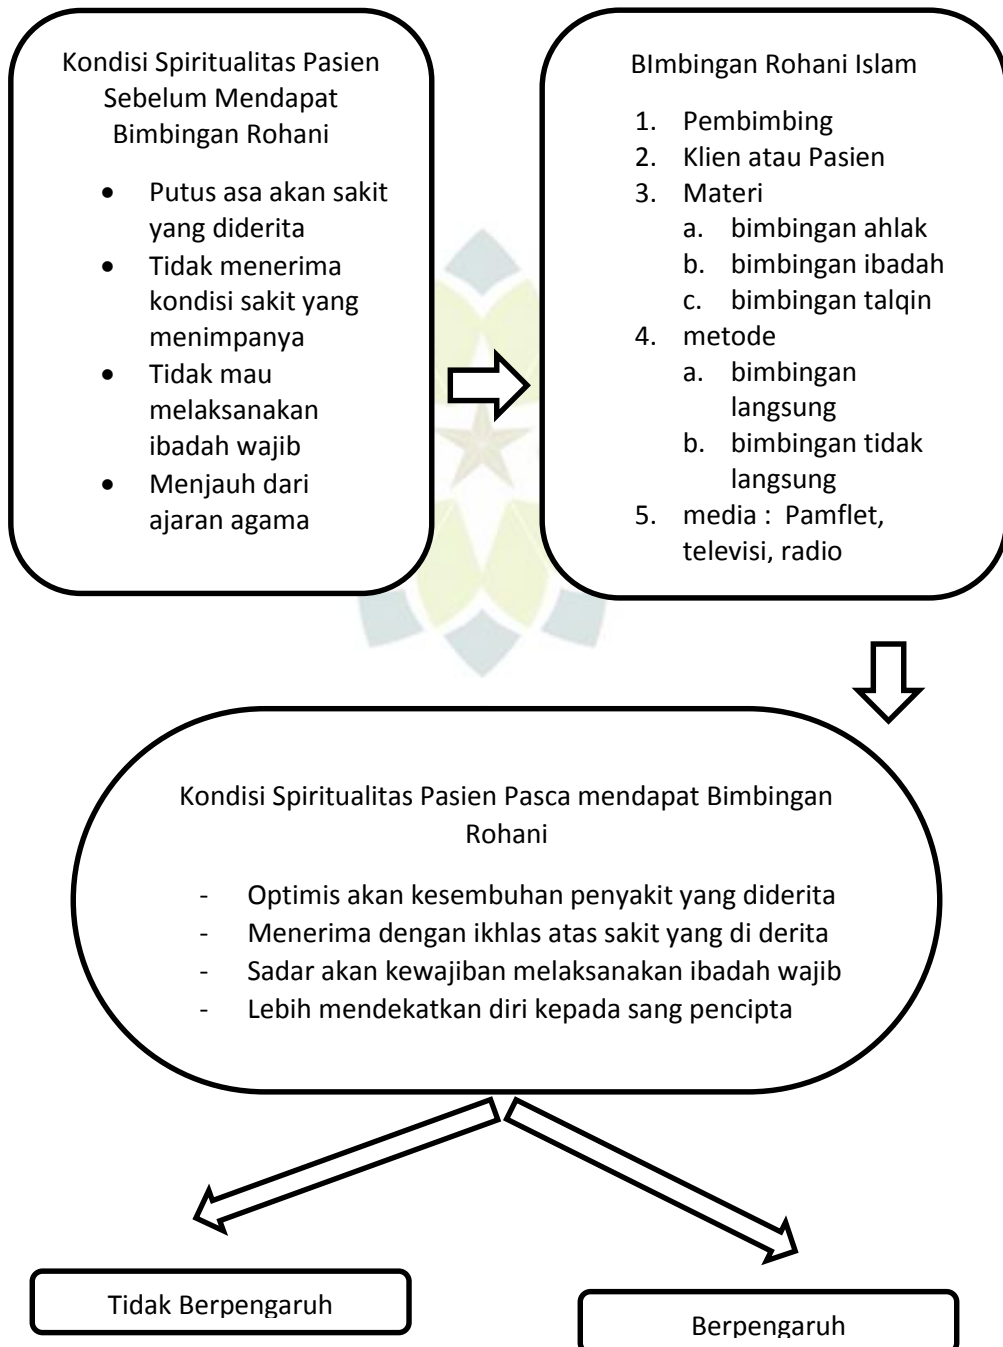 Kondisi Spiritualitas Pasien
Sebelum Mendapat
Bimbingan Rohani
• Putus asa akan sakit
yang diderita
• Tidak menerima
kondisi sakit yang
menimpanya
• Tidak mau
melaksanakan
ibadah wajib
• Menjauh dari
ajaran agama
BImbingan Rohani Islam
1. Pembimbing
2. Klien atau Pasien
3. Materi
a. bimbingan ahlak
b. bimbingan ibadah
c. bimbingan talqin
4. metode
a. bimbingan
langsung
b. bimbingan tidak
langsung
5. media : Pamflet,
televisi, radio
Kondisi Spiritualitas Pasien Pasca mendapat Bimbingan
Rohani
- Optimis akan kesembuhan penyakit yang diderita
- Menerima dengan ikhlas atas sakit yang di derita
- Sadar akan kewajiban melaksanakan ibadah wajib
- Lebih mendekatkan diri kepada sang pencipta
Tidak Berpengaruh
Berpengaruh